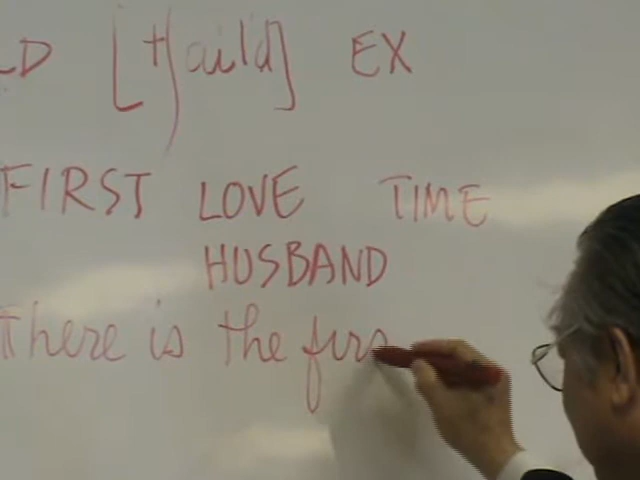 LD [tʃaild] EX
FIRST LOVE TIME
HUSBAND
There is the firs